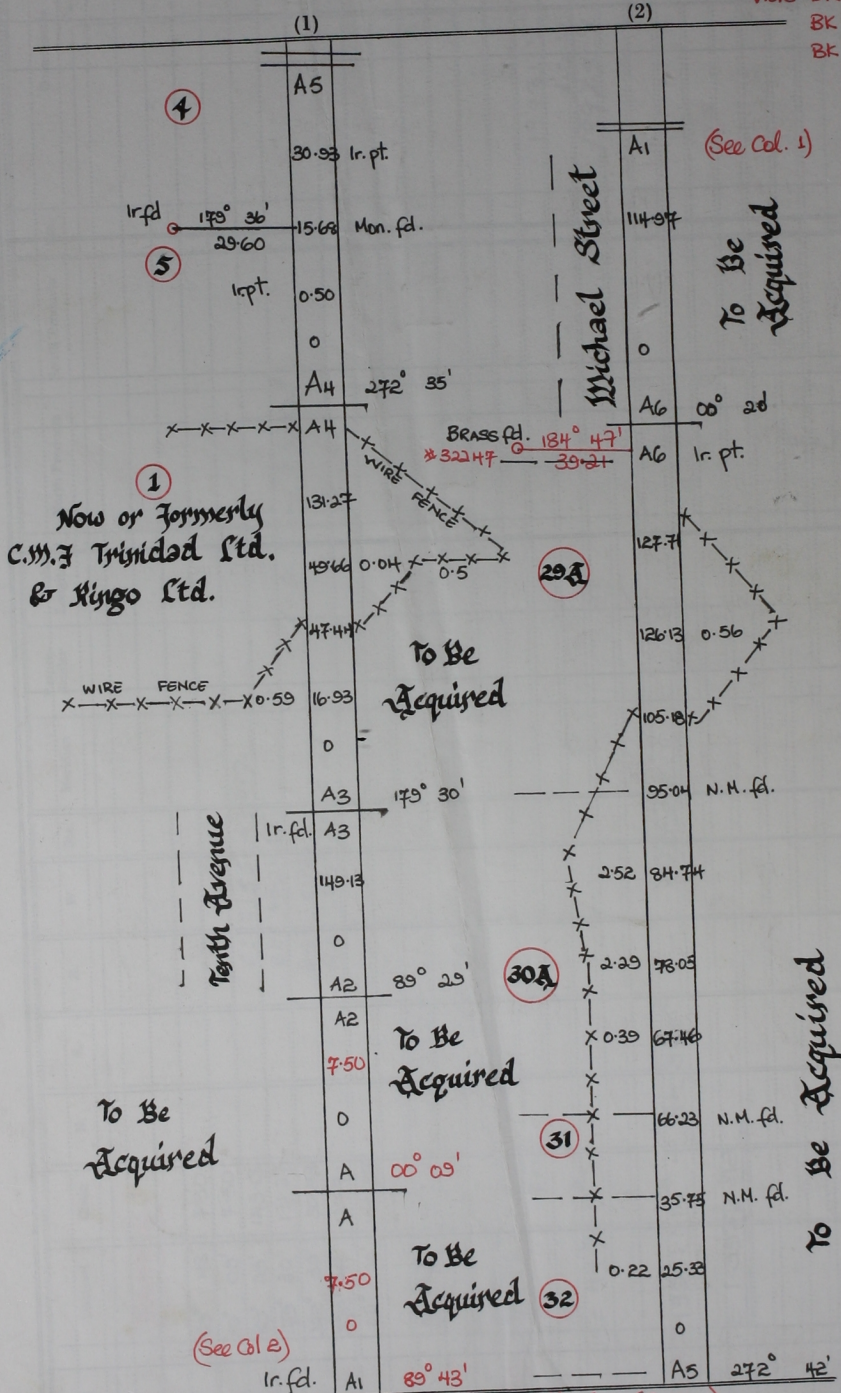 (1)
(2)
BK
BK
A5
4
30.93 Ir. pt.
Ir.fd 179° 36' 15.68 Mon. fd.
29.60
5
Ir.pt. 0.50
0
A4 272° 35'
A4
WIRE FENCE
1
131.27
Now or Formerly
C.M.F Trinidad Ltd.
& Kingo Ltd.
49.66 0.04
0.5
29A
47.44
To Be
Acquired
WIRE FENCE 0.59 16.93
0
A3 179° 30'
Ir.fd. A3
Tenth Avenue
149.13
0
A2 89° 29'
A2
7.50
To Be
Acquired
To Be
Acquired
0
A 00° 09'
A
7.50
To Be
Acquired
0
(See Col 2)
Ir.fd. A1 89° 43'
A1 (See Col. 1)
114.97
Michael Street
To Be
Acquired
0
A6 00° 20'
BRASS fd. 184° 47' A6 Ir. pt.
*32247 39.21
127.71
126.13 0.56
105.18
95.04 N.M. fd.
2.52 84.74
30A
2.29 78.05
0.39 67.46
66.23 N.M. fd.
31
35.75 N.M. fd.
0.22 25.33
32
To Be Acquired
0
A5 272° 42'